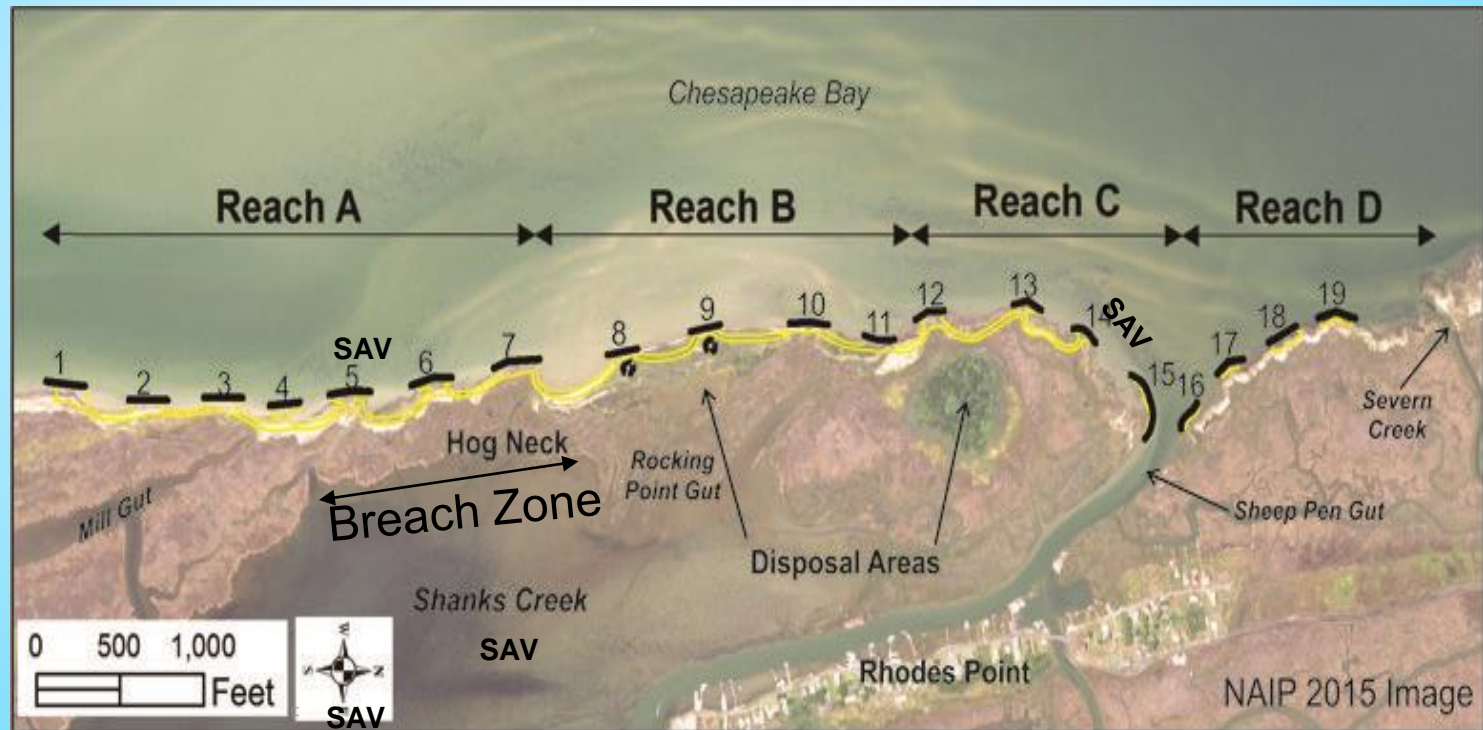 Chesapeake Bay
Reach A
Reach B
Reach C
Reach D
1
2
3
4
5
6
7
8
9
10
11
12
13
14
15
16
17
18
19
SAV
SAV
Hog Neck
Breach Zone
Mill Gut
Rocking
Point Gut
Disposal Areas
Severn
Creek
Sheep Pen Gut
Shanks Creek
SAV
Rhodes Point
0 500 1,000
Feet
W
S N
SAV
NAIP 2015 Image